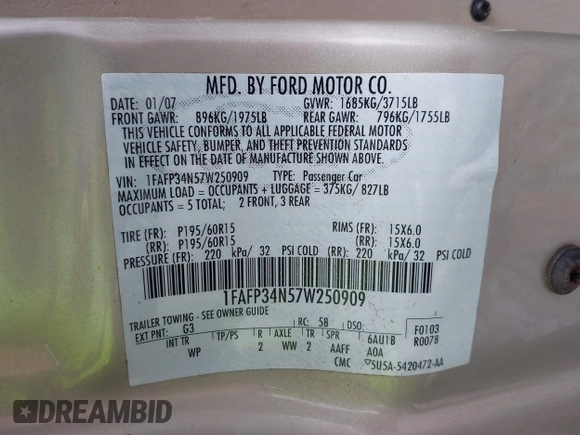 MFD. BY FORD MOTOR CO.
DATE: 01/07 GVWR: 1685KG/3715LB
FRONT GAWR: 896KG/1975LB REAR GAWR: 796KG/1755LB
THIS VEHICLE CONFORMS TO ALL APPLICABLE FEDERAL MOTOR
VEHICLE SAFETY, BUMPER, AND THEFT PREVENTION STANDARDS
IN EFFECT ON THE DATE OF MANUFACTURE SHOWN ABOVE.
VIN: 1FAFP34N57W250909 TYPE: Passenger Car
MAXIMUM LOAD = OCCUPANTS + LUGGAGE = 375KG/ 827LB
OCCUPANTS = 5 TOTAL; 2 FRONT, 3 REAR
TIRE (FR): P195/60R15 RIMS (FR): 15X6.0
(RR): P195/60R15 (RR): 15X6.0
PRESSURE (FR): 220 kPa/ 32 PSI COLD (RR): 220 kPa/ 32 PSI COLD
1FAFP34N57W250909
TRAILER TOWING - SEE OWNER GUIDE
EXT PNT: G3 RC: 58 DSO: F0103
INT TR TP/PS R AXLE TR SPR 6AU1B R0078
WP 2 WW 2 AAFF A0A
CMC 5U5A-5420472-AA
DREAMBID